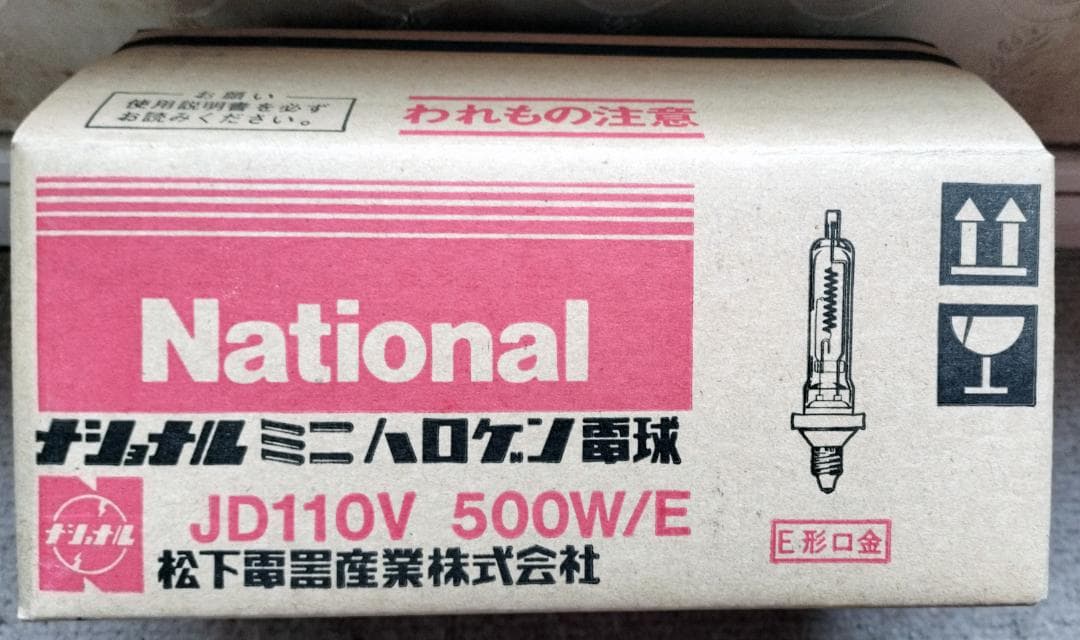 お願い
使用説明書を必ず
お読みください。
われもの注意
National
ナショナル ミニハロゲン電球
ナショナル
JD110V 500W/E
松下電器産業株式会社
E形口金